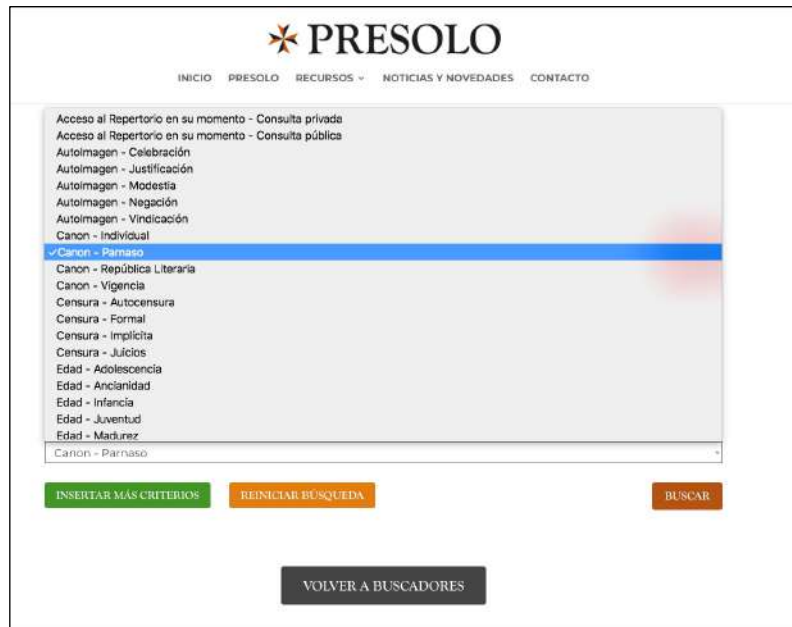 PRESOLO
INICIO PRESOLO RECURSOS NOTICIAS Y NOVEDADES CONTACTO
Acceso al Repertorio en su momento - Consulta privada
Acceso al Repertorio en su momento - Consulta pública
AutoImagen - Celebración
AutoImagen - Justificación
AutoImagen - Modestia
AutoImagen - Negación
AutoImagen - Vindicación
Canon - Individual
✓Canon - Parnaso
Canon - República Literaria
Canon - Vigencia
Censura - Autocensura
Censura - Formal
Censura - Implícita
Censura - Juicios
Edad - Adolescencia
Edad - Ancianidad
Edad - Infancia
Edad - Juventud
Edad - Madurez
Canon - Parnaso
INSERTAR MÁS CRITERIOS REINICIAR BÚSQUEDA BUSCAR
VOLVER A BUSCADORES